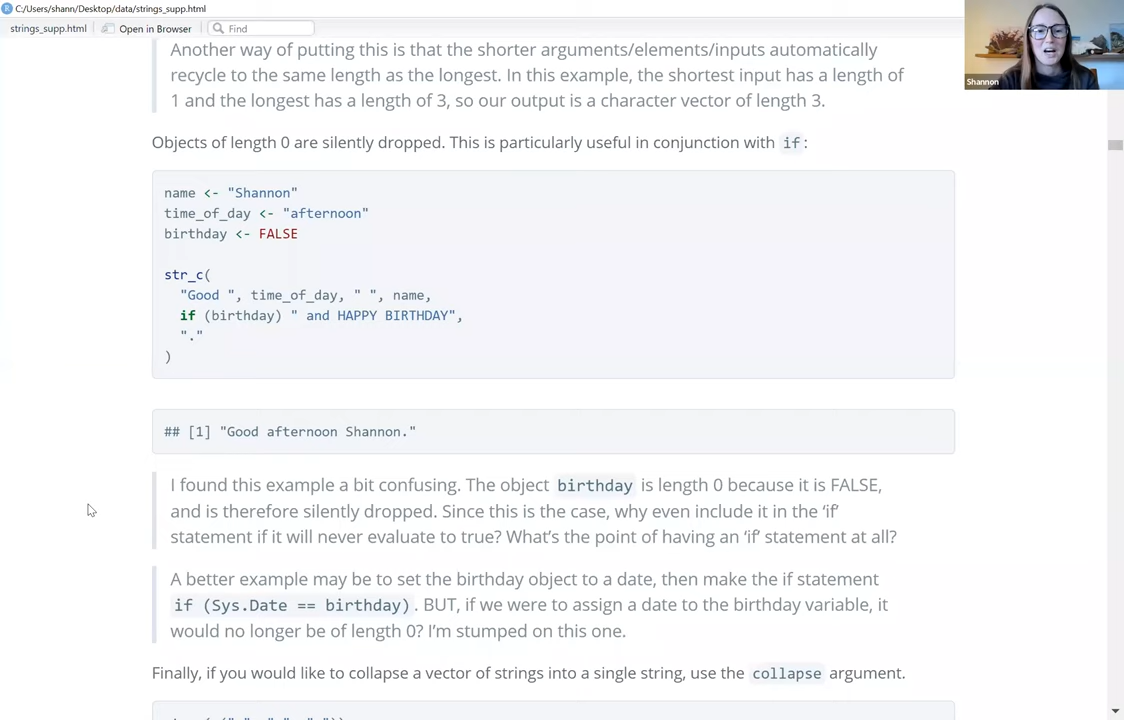 C:/Users/shann/Desktop/data/strings_supp.html
strings_supp.html Open in Browser Find
Another way of putting this is that the shorter arguments/elements/inputs automatically
recycle to the same length as the longest. In this example, the shortest input has a length of
1 and the longest has a length of 3, so our output is a character vector of length 3.
Shannon
Objects of length 0 are silently dropped. This is particularly useful in conjunction with if:
name <- "Shannon"
time_of_day <- "afternoon"
birthday <- FALSE
str_c(
"Good ", time_of_day, " ", name,
if (birthday) " and HAPPY BIRTHDAY",
"."
)
## [1] "Good afternoon Shannon."
I found this example a bit confusing. The object birthday is length 0 because it is FALSE,
and is therefore silently dropped. Since this is the case, why even include it in the ‘if’
statement if it will never evaluate to true? What’s the point of having an ‘if’ statement at all?
A better example may be to set the birthday object to a date, then make the if statement
if (Sys.Date == birthday). BUT, if we were to assign a date to the birthday variable, it
would no longer be of length 0? I’m stumped on this one.
Finally, if you would like to collapse a vector of strings into a single string, use the collapse argument.